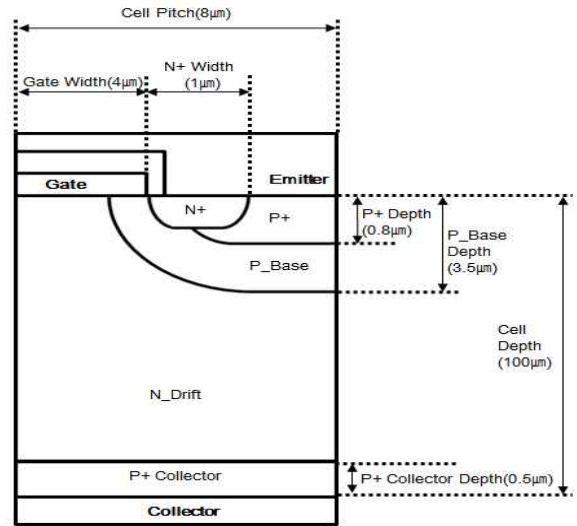 Cell Pitch(8㎛)
Gate Width(4㎛)
N+ Width
(1㎛)
Gate
Emitter
N+
P+
P+ Depth
(0.8㎛)
P_Base
P_Base
Depth
(3.5㎛)
Cell
Depth
(100㎛)
N_Drift
P+ Collector
P+ Collector Depth(0.5㎛)
Collector